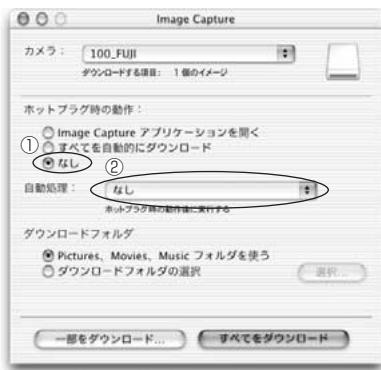 Image Capture
カメラ： 100_FUJI
ダウンロードする項目： 1 個のイメージ
ホットプラグ時の動作：
Image Capture アプリケーションを開く
① すべてを自動的にダウンロード
なし ②
自動処理： なし
ホットプラグ時の動作後に実行する
ダウンロードフォルダ
Pictures、Movies、Music フォルダを使う
ダウンロードフォルダの選択 選択...
一部をダウンロード... すべてをダウンロード